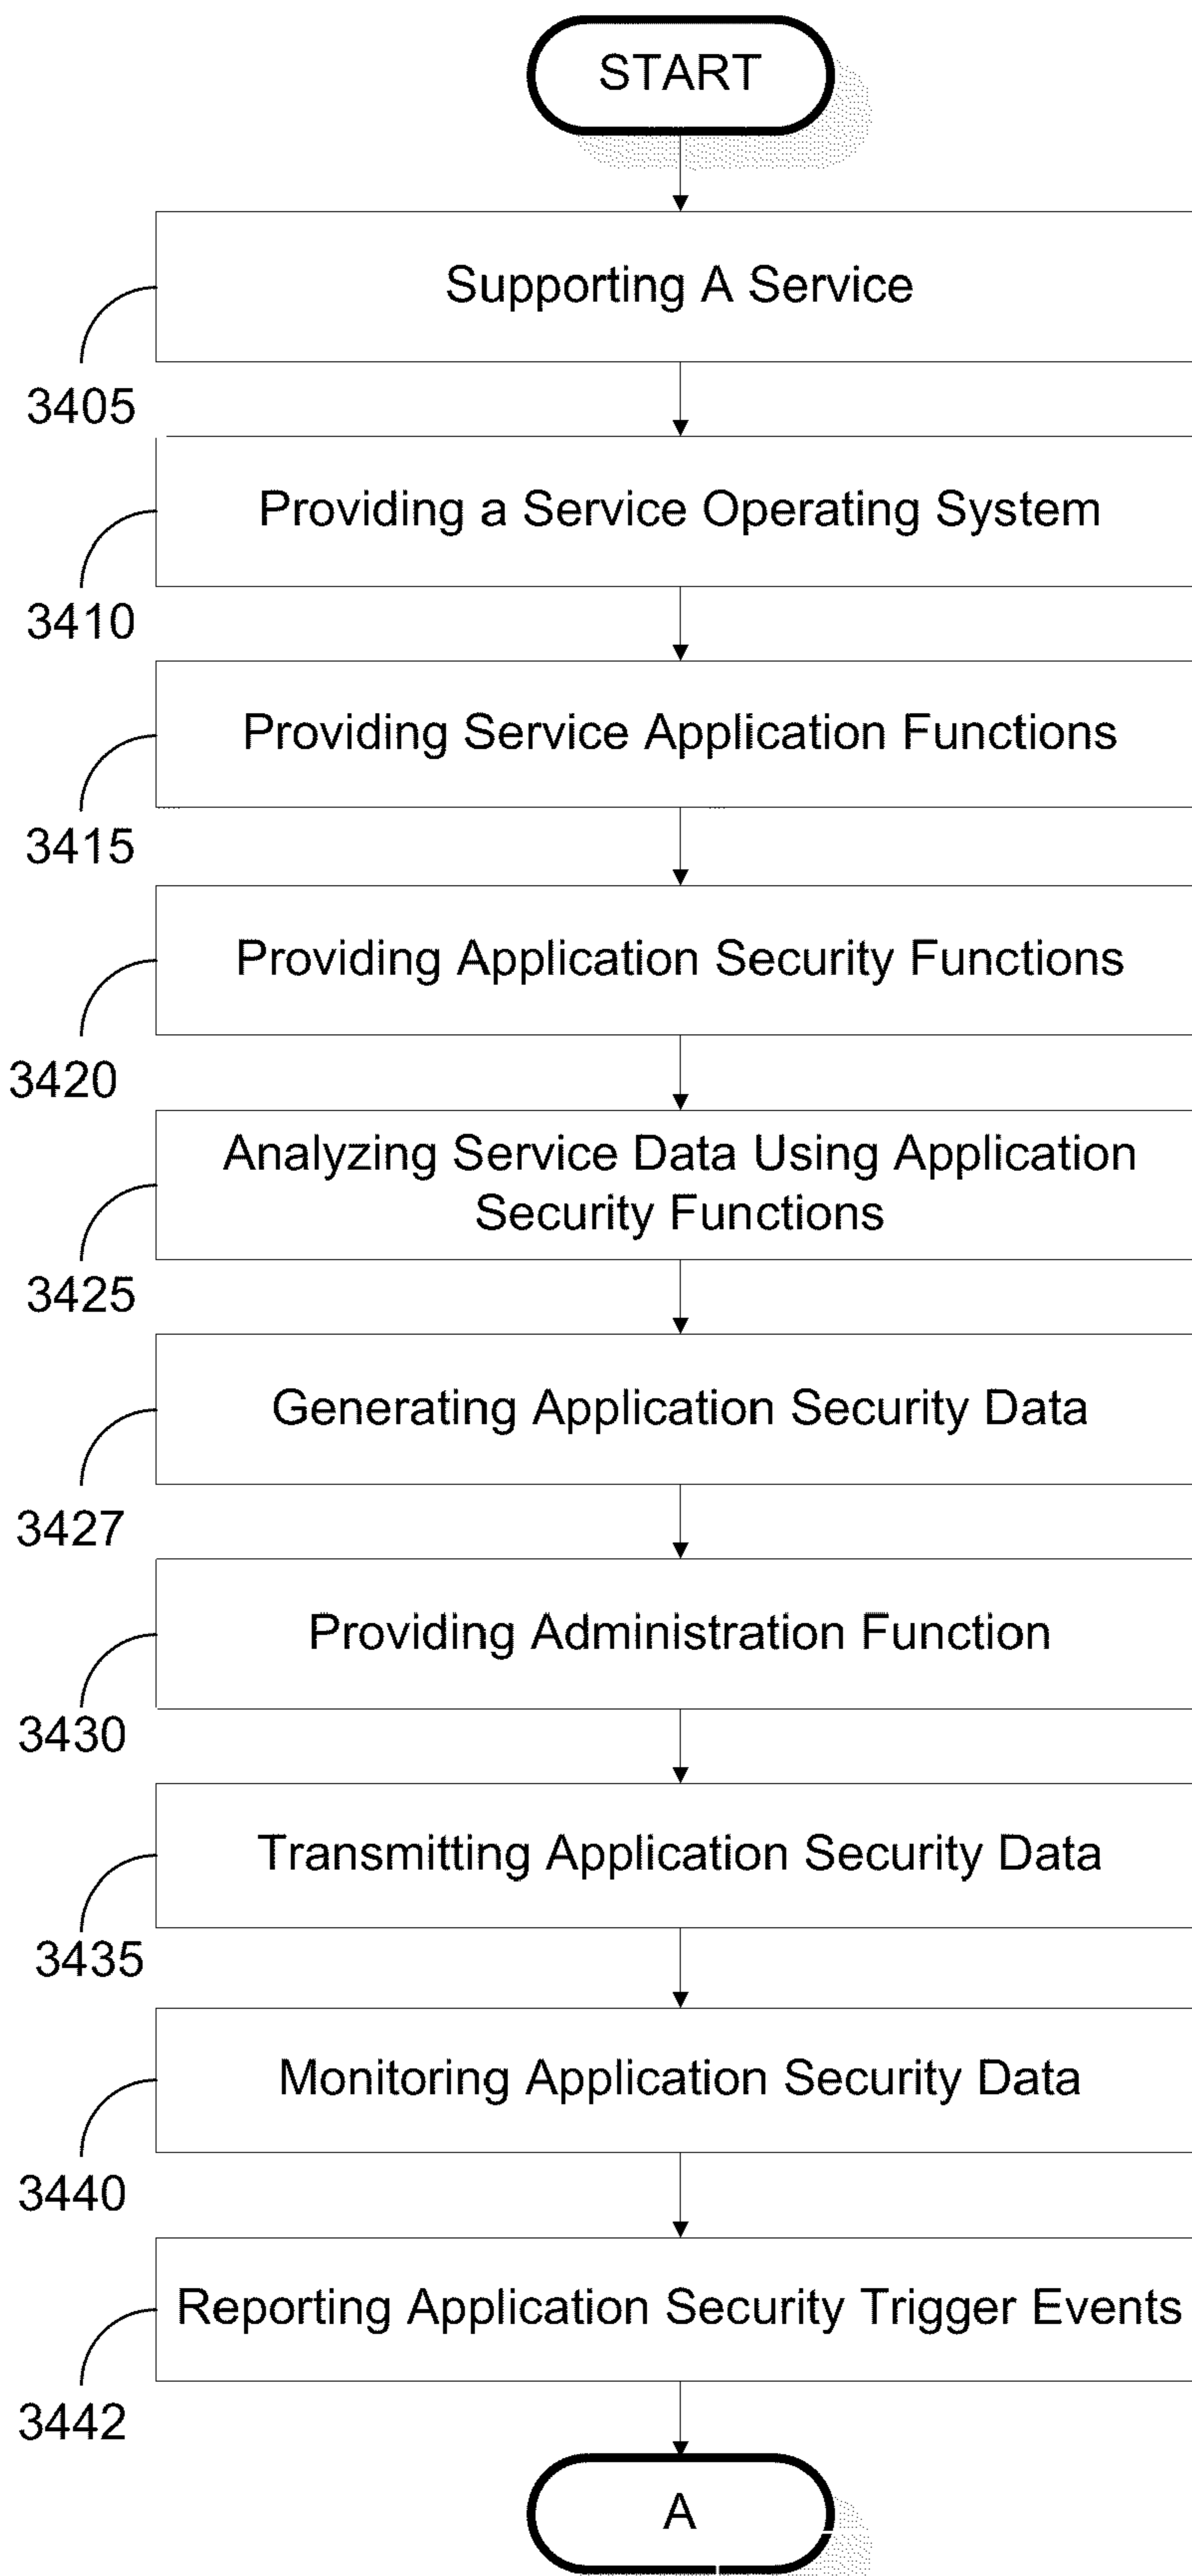 START
Supporting A Service
3405
Providing a Service Operating System
3410
Providing Service Application Functions
3415
Providing Application Security Functions
3420
Analyzing Service Data Using Application
Security Functions
3425
Generating Application Security Data
3427
Providing Administration Function
3430
Transmitting Application Security Data
3435
Monitoring Application Security Data
3440
Reporting Application Security Trigger Events
3442
A